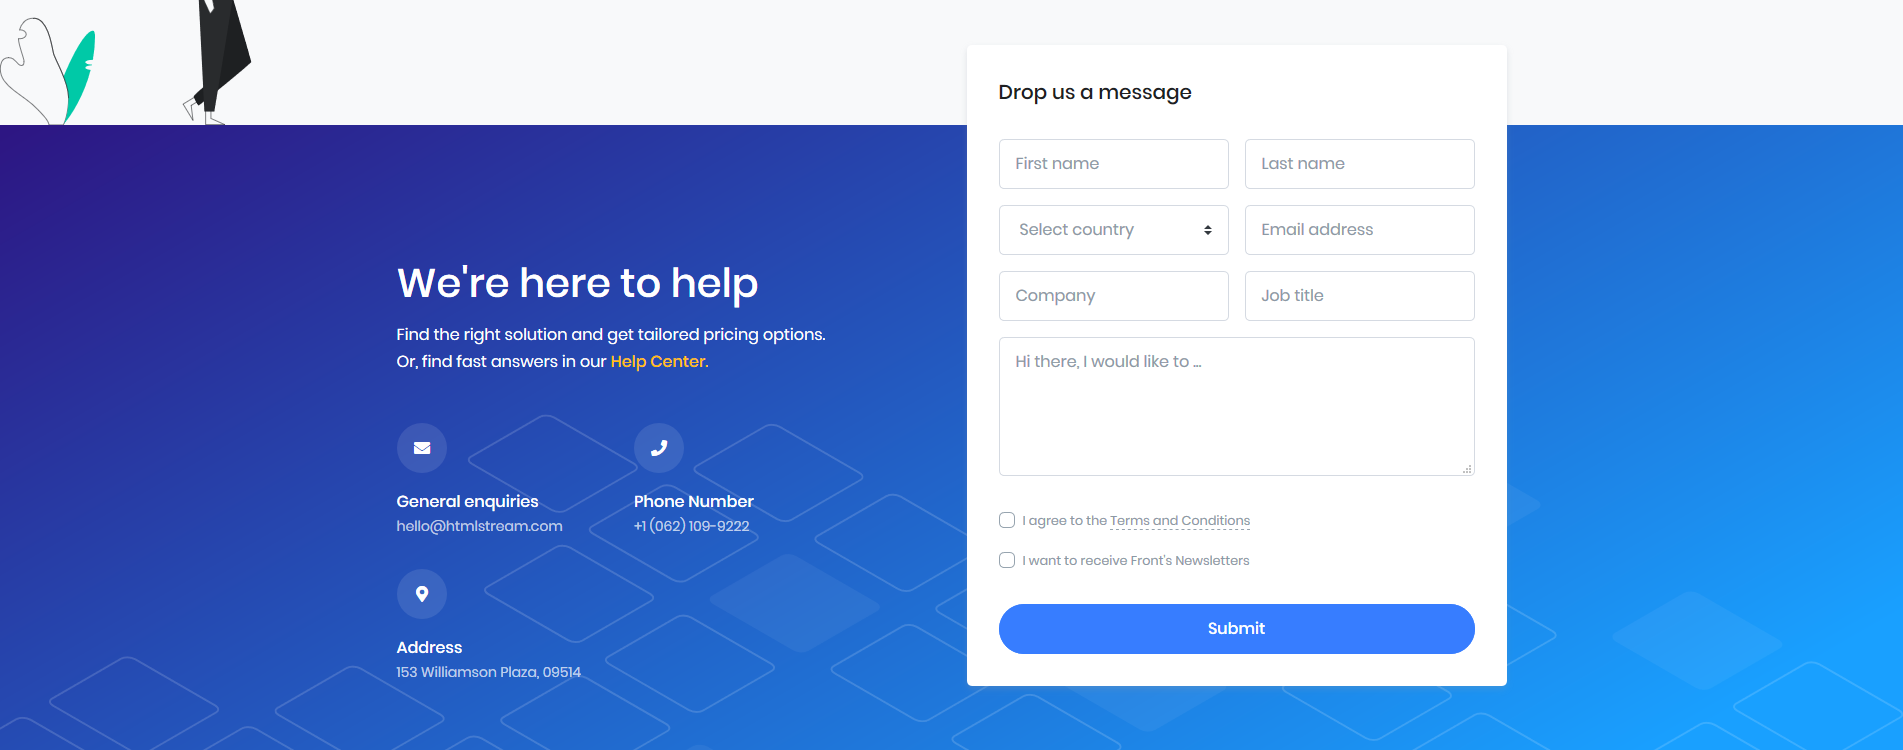 Drop us a message
First name
Last name
Select country
Email address
Company
Job title
Hi there, I would like to ...
I agree to the Terms and Conditions
I want to receive Front's Newsletters
Submit
We're here to help
Find the right solution and get tailored pricing options.
Or, find fast answers in our Help Center.
General enquiries
hello@htmlstream.com
Phone Number
+1 (062) 109-9222
Address
153 Williamson Plaza, 09514